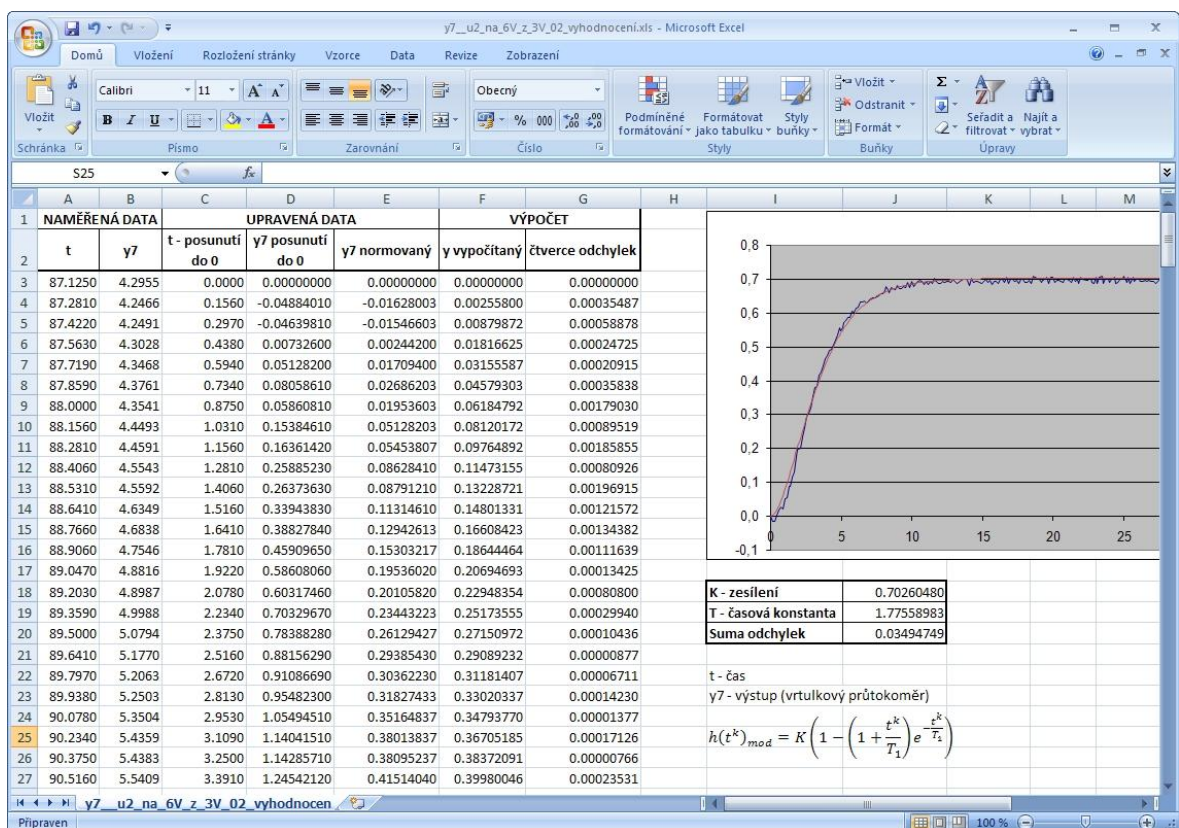 y7__u2_na_6V_z_3V_02_vyhodnocení.xls - Microsoft Excel
Domů Vložení Rozložení stránky Vzorce Data Revize Zobrazení
Vložit
Calibri 11
B I U
Obecný
% 000
Podmíněné formátování
Formátovat jako tabulku
Styly buňky
Vložit
Odstranit
Formát
Seřadit a filtrovat
Najít a vybrat
Schránka Písmo Zarovnání Číslo Styly Buňky Úpravy
S25 fx
A B C D E F G H I J K L M
1 NAMĚŘENÁ DATA UPRAVENÁ DATA VÝPOČET
2 t y7 t - posunutí do 0 y7 posunutí do 0 y7 normovaný y vypočítaný čtverce odchylek
3 87.1250 4.2955 0.0000 0.00000000 0.00000000 0.00000000 0.00000000
4 87.2810 4.2466 0.1560 -0.04884010 -0.01628003 0.00255800 0.00035487
5 87.4220 4.2491 0.2970 -0.04639810 -0.01546603 0.00879872 0.00058878
6 87.5630 4.3028 0.4380 0.00732600 0.00244200 0.01816625 0.00024725
7 87.7190 4.3468 0.5940 0.05128200 0.01709400 0.03155587 0.00020915
8 87.8590 4.3761 0.7340 0.08058610 0.02686203 0.04579303 0.00035838
9 88.0000 4.3541 0.8750 0.05860810 0.01953603 0.06184792 0.00179030
10 88.1560 4.4493 1.0310 0.15384610 0.05128203 0.08120172 0.00089519
11 88.2810 4.4591 1.1560 0.16361420 0.05453807 0.09764892 0.00185855
12 88.4060 4.5543 1.2810 0.25885230 0.08628410 0.11473155 0.00080926
13 88.5310 4.5592 1.4060 0.26373630 0.08791210 0.13228721 0.00196915
14 88.6410 4.6349 1.5160 0.33943830 0.11314610 0.14801331 0.00121572
15 88.7660 4.6838 1.6410 0.38827840 0.12942613 0.16608423 0.00134382
16 88.9060 4.7546 1.7810 0.45909650 0.15303217 0.18644464 0.00111639
17 89.0470 4.8816 1.9220 0.58608060 0.19536020 0.20694693 0.00013425
18 89.2030 4.8987 2.0780 0.60317460 0.20105820 0.22948354 0.00080800
19 89.3590 4.9988 2.2340 0.70329670 0.23443223 0.25173555 0.00029940
20 89.5000 5.0794 2.3750 0.78388280 0.26129427 0.27150972 0.00010436
21 89.6410 5.1770 2.5160 0.88156290 0.29385430 0.29089232 0.00000877
22 89.7970 5.2063 2.6720 0.91086690 0.30362230 0.31181407 0.00006711
23 89.9380 5.2503 2.8130 0.95482300 0.31827433 0.33020337 0.00014230
24 90.0780 5.3504 2.9530 1.05494510 0.35164837 0.34793770 0.00001377
25 90.2340 5.4359 3.1090 1.14041510 0.38013837 0.36705185 0.00017126
26 90.3750 5.4383 3.2500 1.14285710 0.38095237 0.38372091 0.00000766
27 90.5160 5.5409 3.3910 1.24542120 0.41514040 0.39980046 0.00023531
0,8
0,7
0,6
0,5
0,4
0,3
0,2
0,1
0,0
-0,1
0 5 10 15 20 25
K - zesílení 0.70260480
T - časová konstanta 1.77558983
Suma odchylek 0.03494749
t - čas
y7 - výstup (vrtulkový průtokoměr)
h(t^k)_mod = K(1 − (1 + t^k/T_1) e^(−t^k/T_1))
y7__u2_na_6V_z_3V_02_vyhodnocen
Připraven 100 %